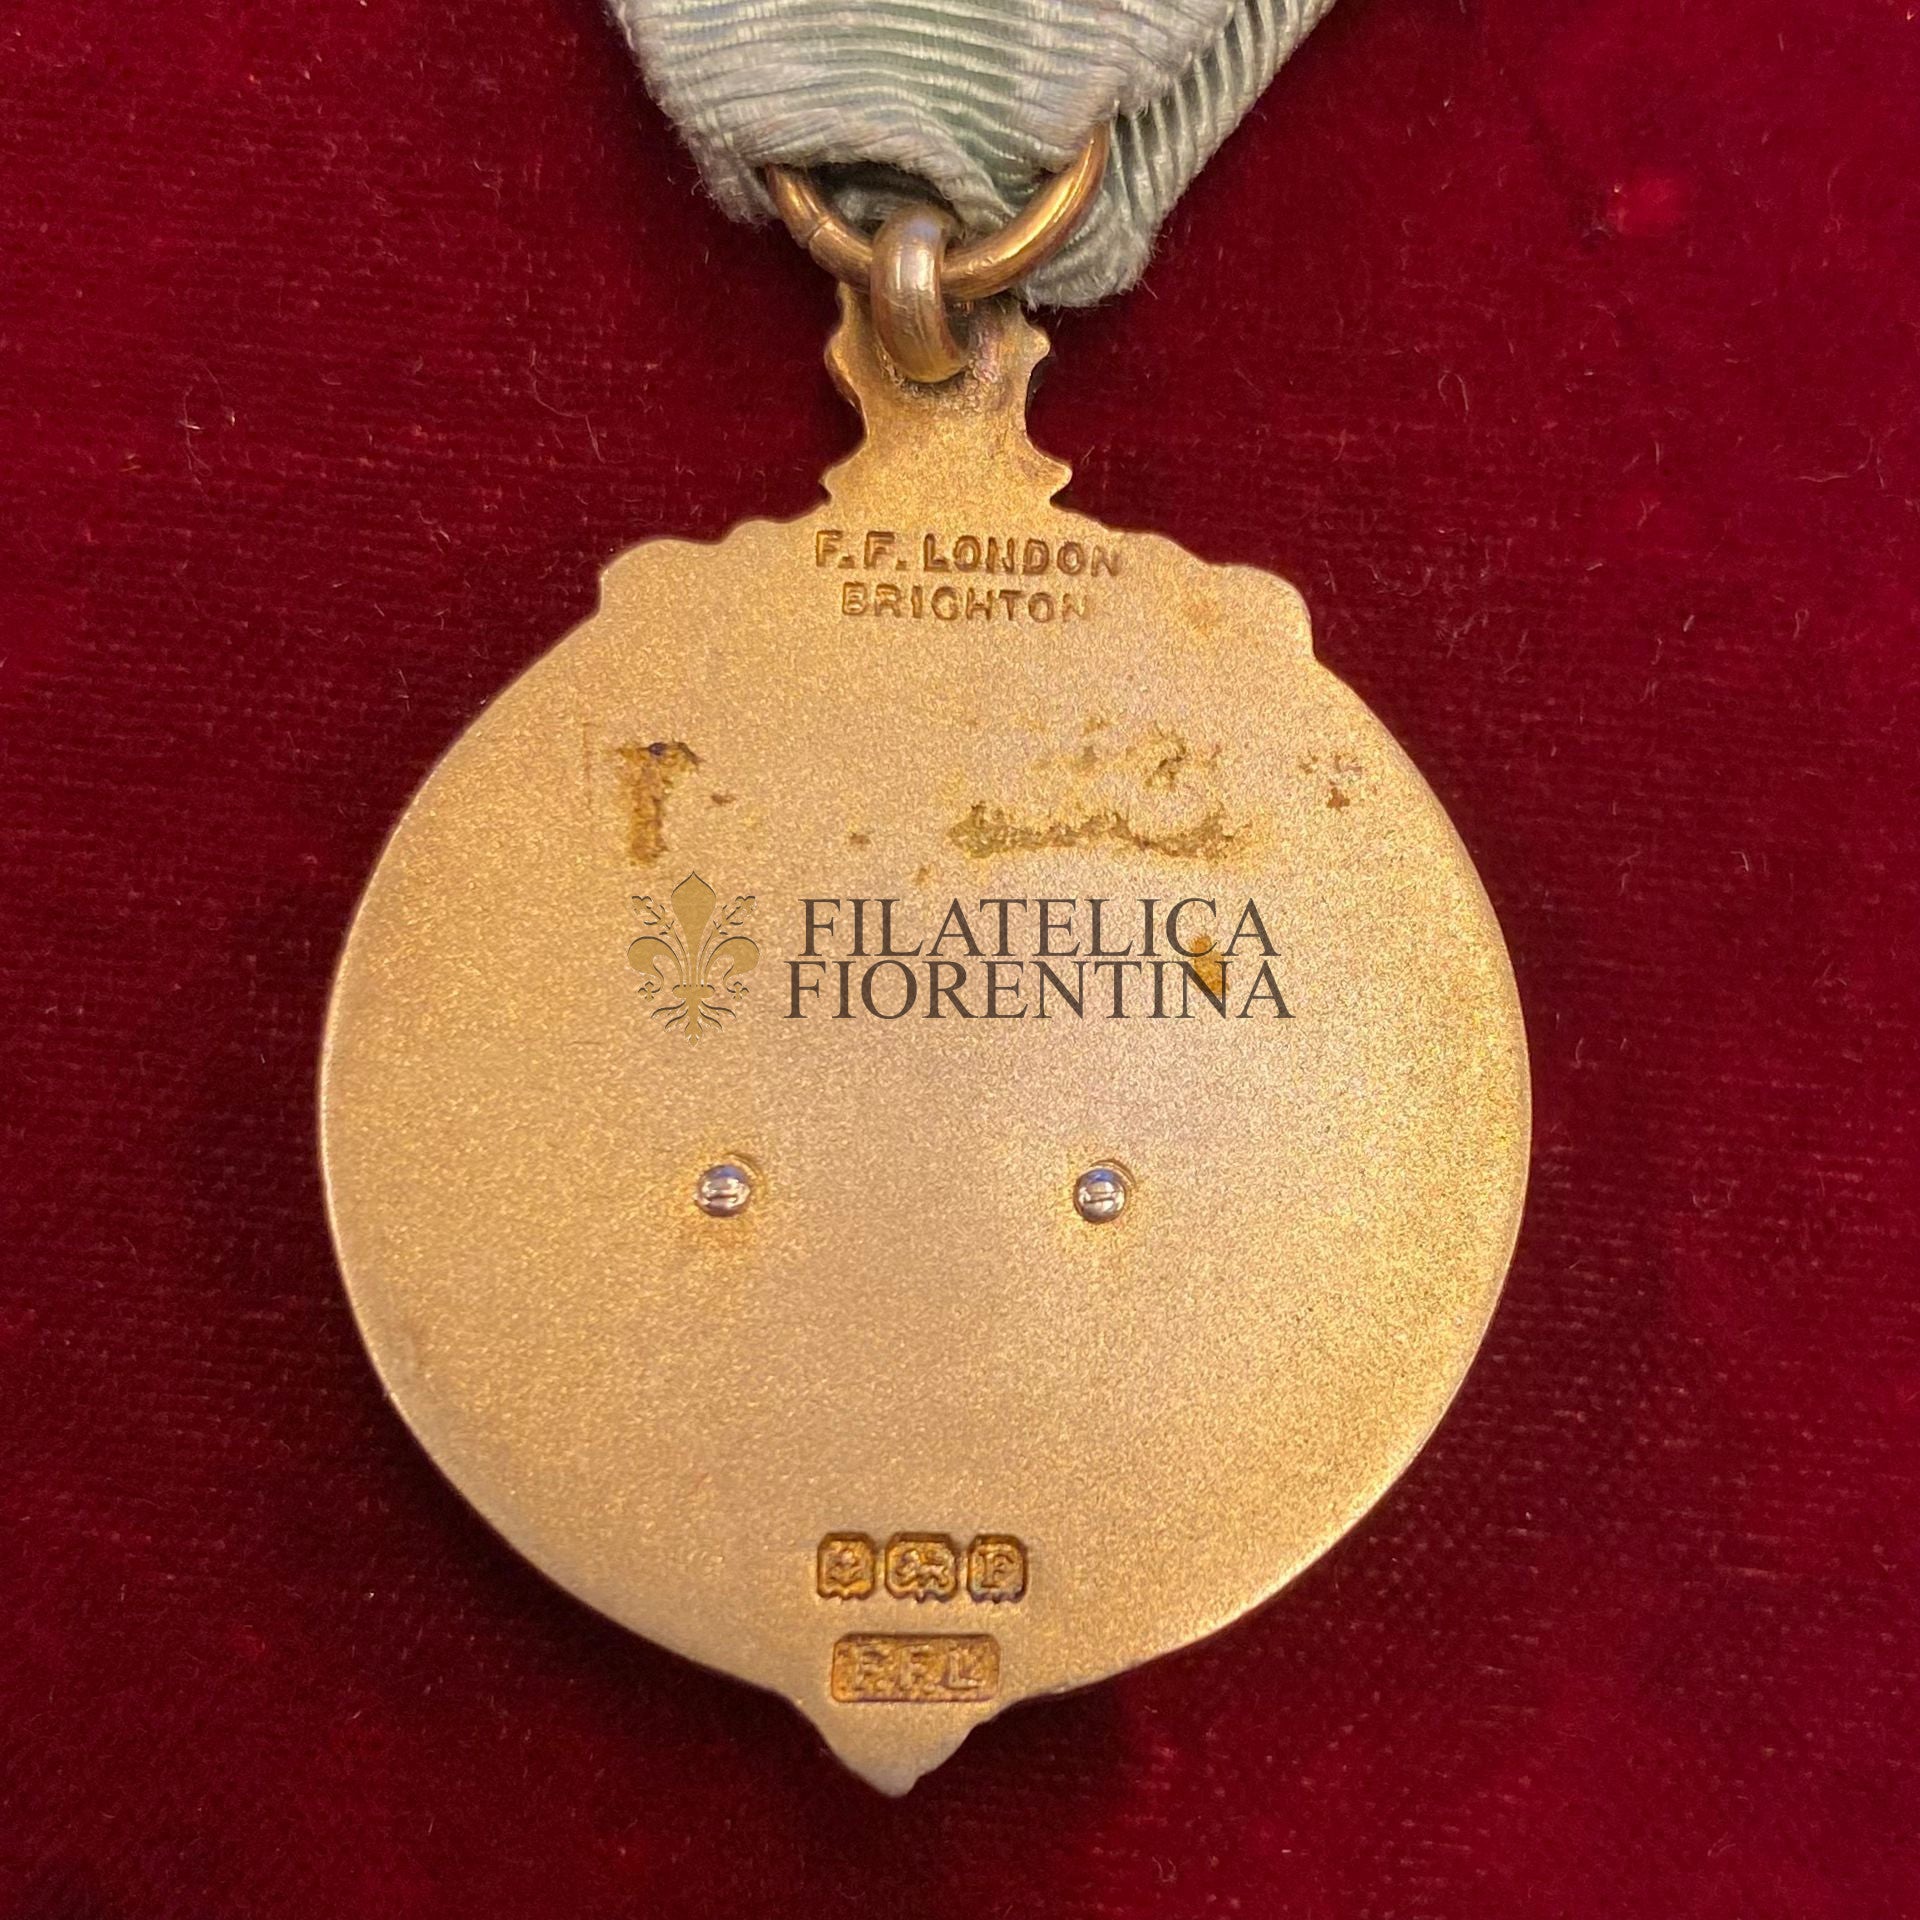 F.F. LONDON
BRIGHTON
FILATELICA
FIORENTINA
F
F.F.L